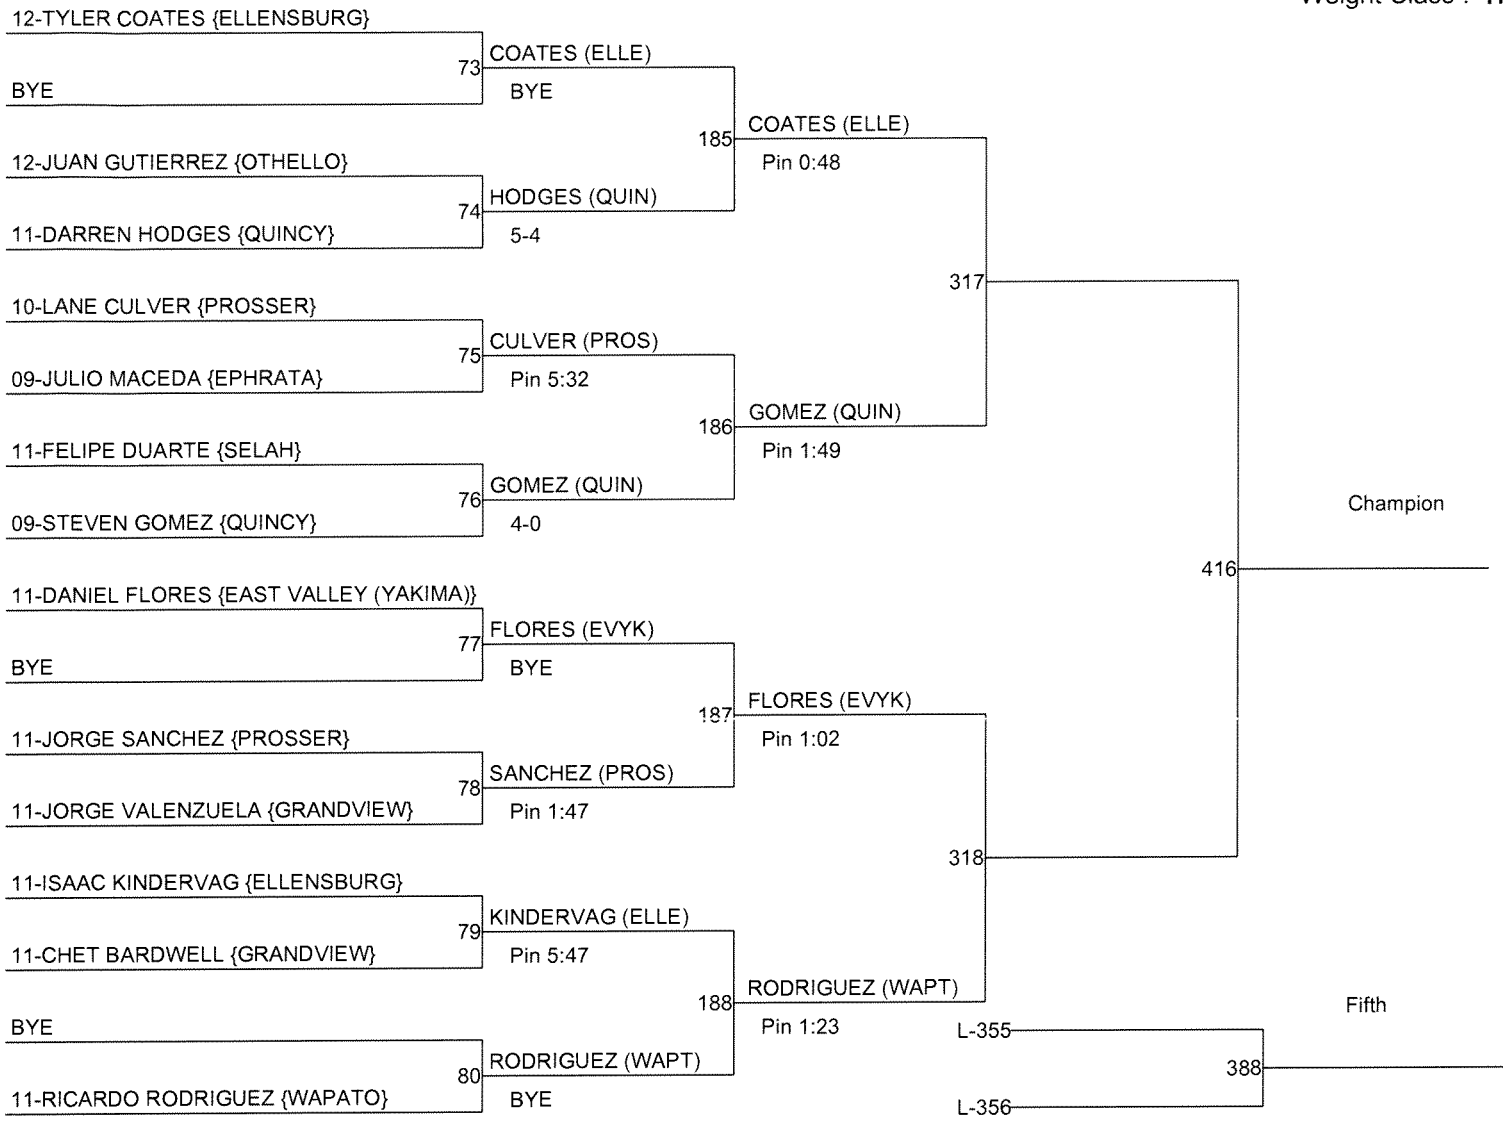 Weight Class :
12-TYLER COATES {ELLENSBURG}
73
COATES (ELLE)
BYE
BYE
185
COATES (ELLE)
Pin 0:48
12-JUAN GUTIERREZ {OTHELLO}
74
HODGES (QUIN)
11-DARREN HODGES {QUINCY}
5-4
317
10-LANE CULVER {PROSSER}
75
CULVER (PROS)
09-JULIO MACEDA {EPHRATA}
Pin 5:32
186
GOMEZ (QUIN)
Pin 1:49
11-FELIPE DUARTE {SELAH}
76
GOMEZ (QUIN)
09-STEVEN GOMEZ {QUINCY}
4-0
Champion
416
11-DANIEL FLORES {EAST VALLEY (YAKIMA)}
77
FLORES (EVYK)
BYE
BYE
187
FLORES (EVYK)
Pin 1:02
11-JORGE SANCHEZ {PROSSER}
78
SANCHEZ (PROS)
11-JORGE VALENZUELA {GRANDVIEW}
Pin 1:47
318
11-ISAAC KINDERVAG {ELLENSBURG}
79
KINDERVAG (ELLE)
11-CHET BARDWELL {GRANDVIEW}
Pin 5:47
188
RODRIGUEZ (WAPT)
Pin 1:23
Fifth
BYE
L-355
80
RODRIGUEZ (WAPT)
388
11-RICARDO RODRIGUEZ {WAPATO}
BYE
L-356